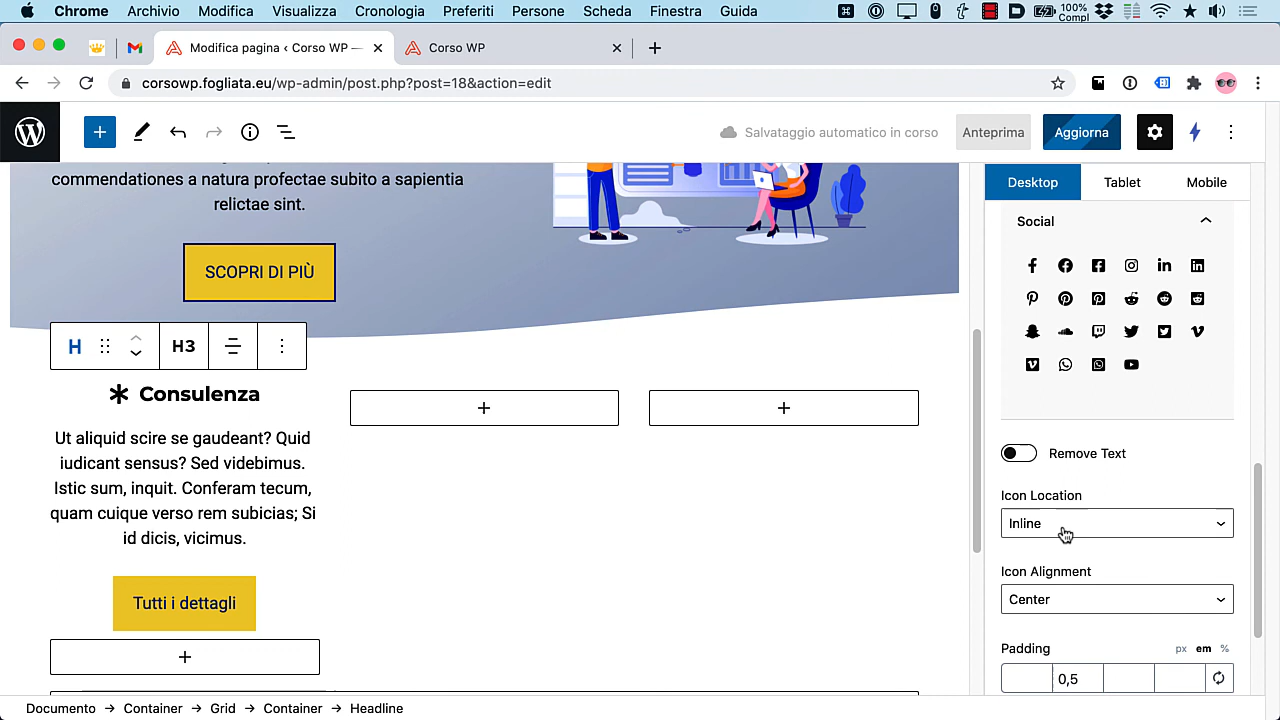 Chrome Archivio Modifica Visualizza Cronologia Preferiti Persone Scheda Finestra Guida 100% Compl
Modifica pagina ‹ Corso WP — Corso WP
corsowp.fogliata.eu/wp-admin/post.php?post=18&action=edit
Salvataggio automatico in corso Anteprima Aggiorna
commendationes a natura profectae subito a sapientia
relictae sint.
SCOPRI DI PIÙ
H H3
Consulenza
Ut aliquid scire se gaudeant? Quid
iudicant sensus? Sed videbimus.
Istic sum, inquit. Conferam tecum,
quam cuique verso rem subicias; Si
id dicis, vicimus.
Tutti i dettagli
Desktop Tablet Mobile
Social
Remove Text
Icon Location
Inline
Icon Alignment
Center
Padding px em %
0,5
Documento → Container → Grid → Container → Headline